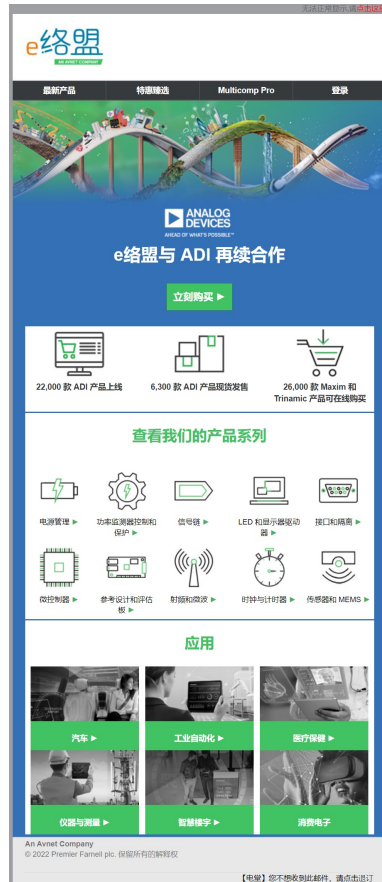 无法正常显示,请点击这里
e络盟
AN AVNET COMPANY
最新产品 特惠臻选 Multicomp Pro 登录
ANALOG
DEVICES
AHEAD OF WHAT'S POSSIBLE™
e络盟与 ADI 再续合作
立刻购买 ►
22,000 款 ADI 产品上线 6,300 款 ADI 产品现货发售 26,000 款 Maxim 和
Trinamic 产品可在线购买
查看我们的产品系列
电源管理 ► 功率监测器控制和 信号链 ► LED 和显示器驱动 接口和隔离 ►
保护 ► 器 ►
微控制器 ► 参考设计和评估 射频和微波 ► 时钟与计时器 ► 传感器和 MEMS ►
板 ►
应用
汽车 ► 工业自动化 ► 医疗保健 ►
仪器与测量 ► 智慧楼宇 ► 消费电子
An Avnet Company
© 2022 Premier Farnell plc. 保留所有的解释权
【电堂】您不想收到此邮件，请点击退订